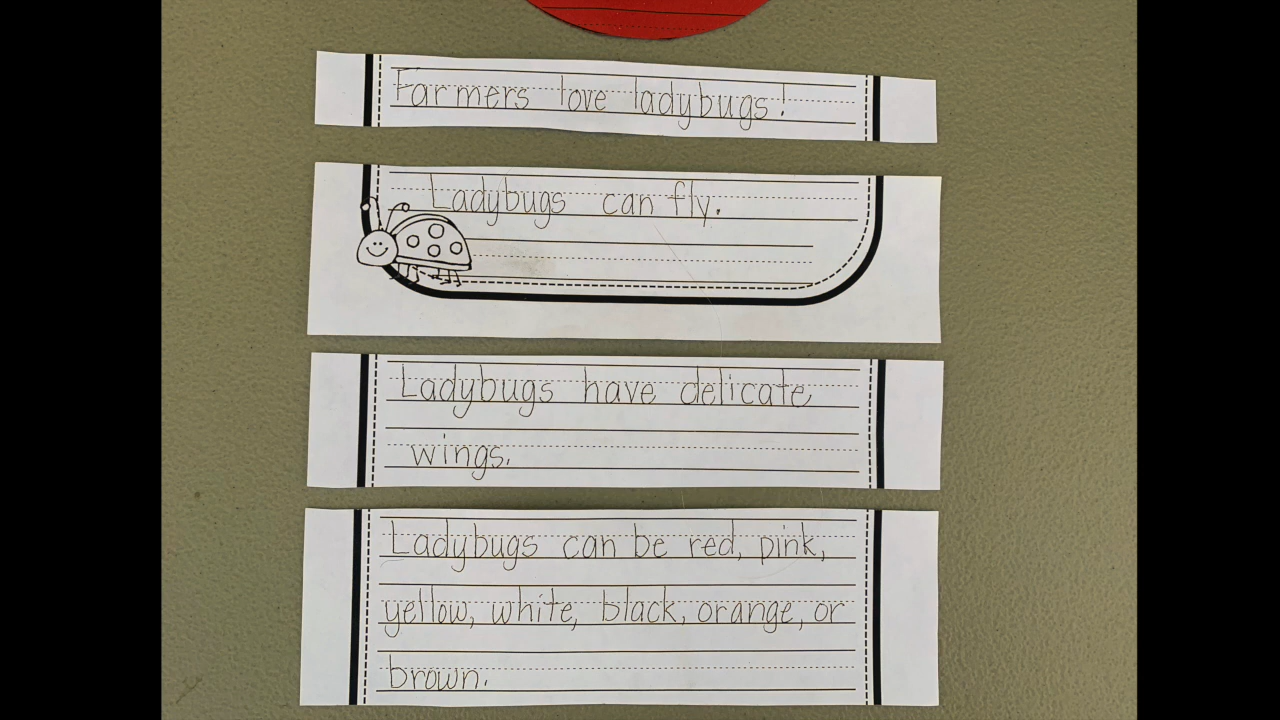 Farmers love ladybugs!
Ladybugs can fly.
Ladybugs have delicate
wings.
Ladybugs can be red, pink,
yellow, white, black, orange, or
brown.